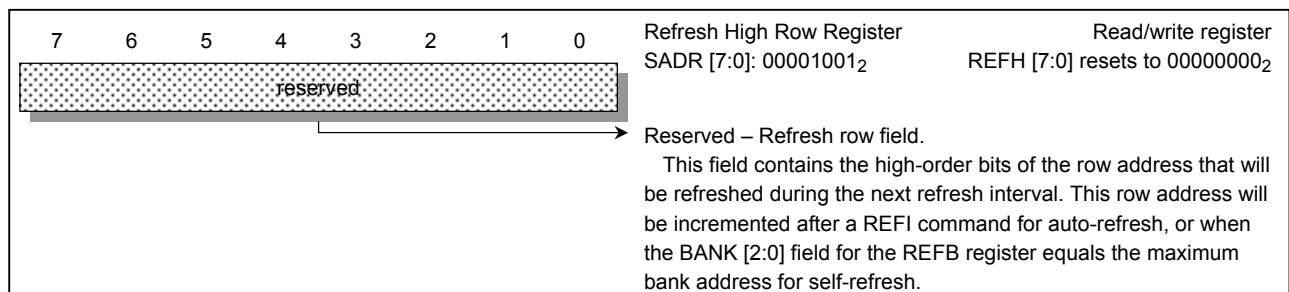 7 6 5 4 3 2 1 0
reserved
Refresh High Row Register Read/write register
SADR [7:0]: 00001001₂ REFH [7:0] resets to 00000000₂
Reserved – Refresh row field.
This field contains the high-order bits of the row address that will
be refreshed during the next refresh interval. This row address will
be incremented after a REFI command for auto-refresh, or when
the BANK [2:0] field for the REFB register equals the maximum
bank address for self-refresh.